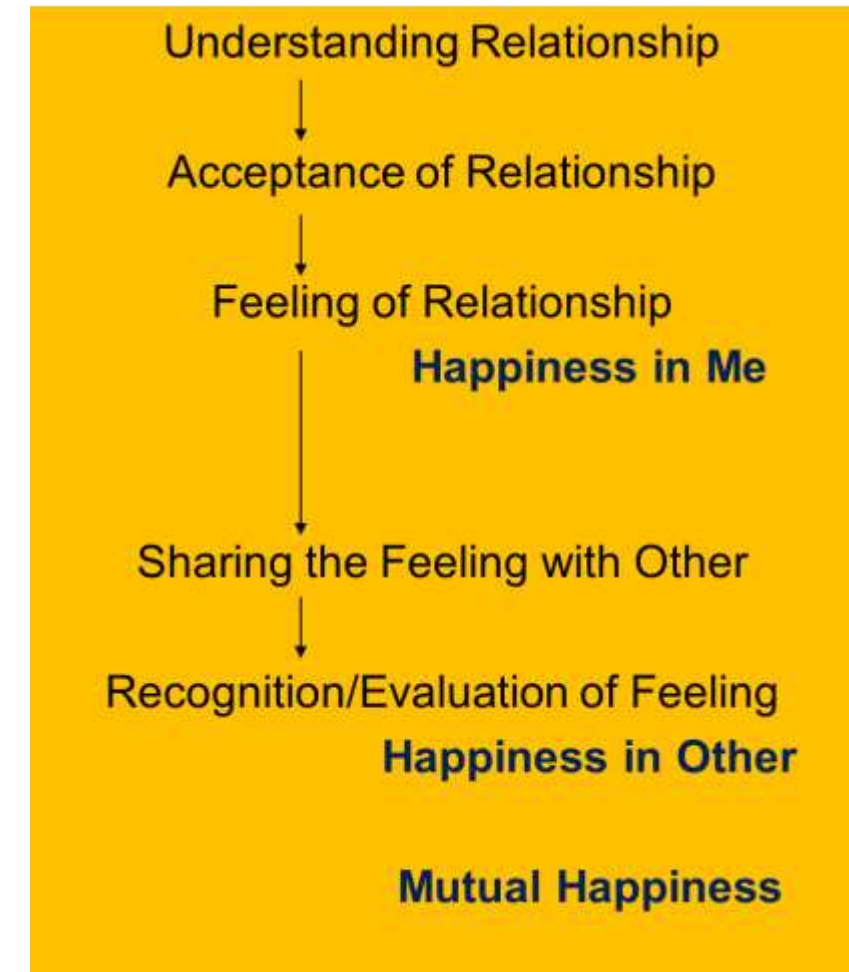 Understanding Relationship
Acceptance of Relationship
Feeling of Relationship
Happiness in Me
Sharing the Feeling with Other
Recognition/Evaluation of Feeling
Happiness in Other
Mutual Happiness